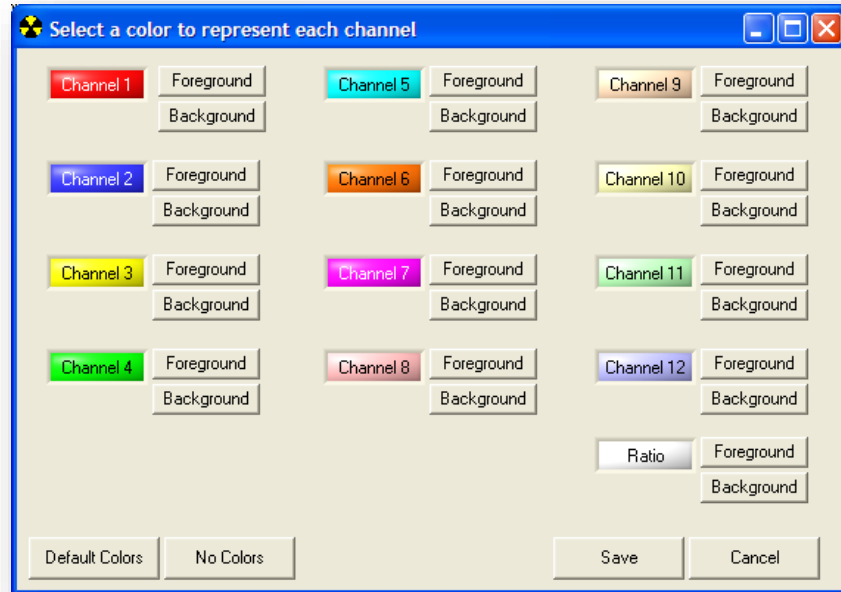 Select a color to represent each channel
Channel 1 Foreground Channel 5 Foreground Channel 9 Foreground
Background Background Background
Channel 2 Foreground Channel 6 Foreground Channel 10 Foreground
Background Background Background
Channel 3 Foreground Channel 7 Foreground Channel 11 Foreground
Background Background Background
Channel 4 Foreground Channel 8 Foreground Channel 12 Foreground
Background Background Background
Ratio Foreground
Background
Default Colors No Colors Save Cancel